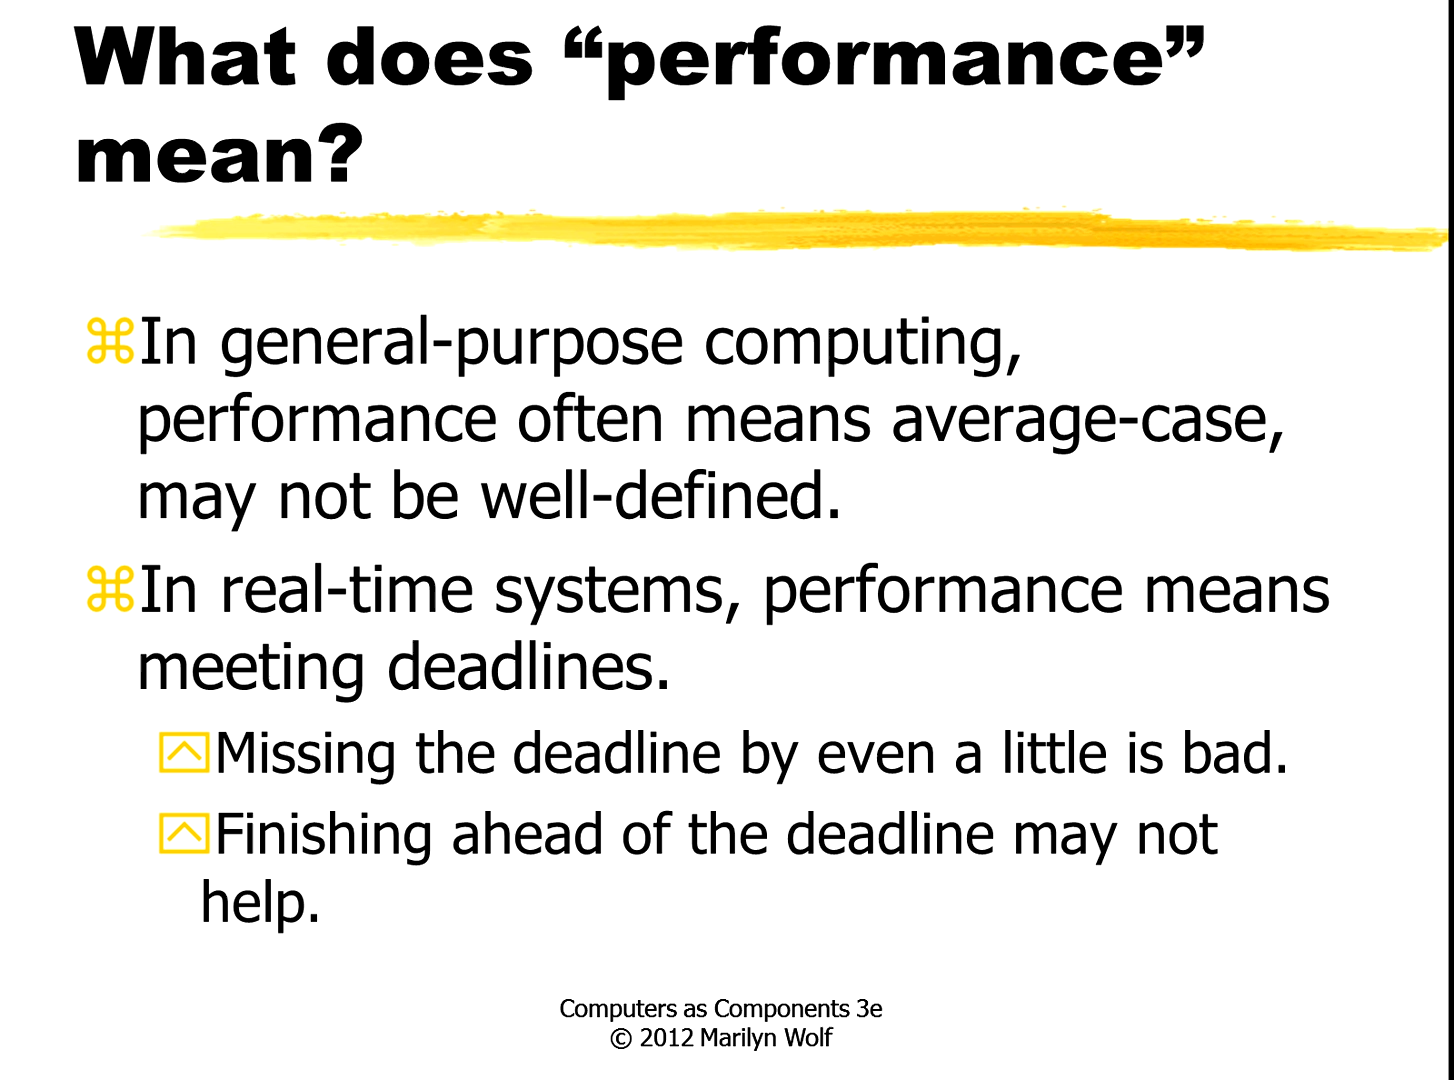 What does “performance”
mean?
In general-purpose computing,
performance often means average-case,
may not be well-defined.
In real-time systems, performance means
meeting deadlines.
Missing the deadline by even a little is bad.
Finishing ahead of the deadline may not
help.
Computers as Components 3e
© 2012 Marilyn Wolf